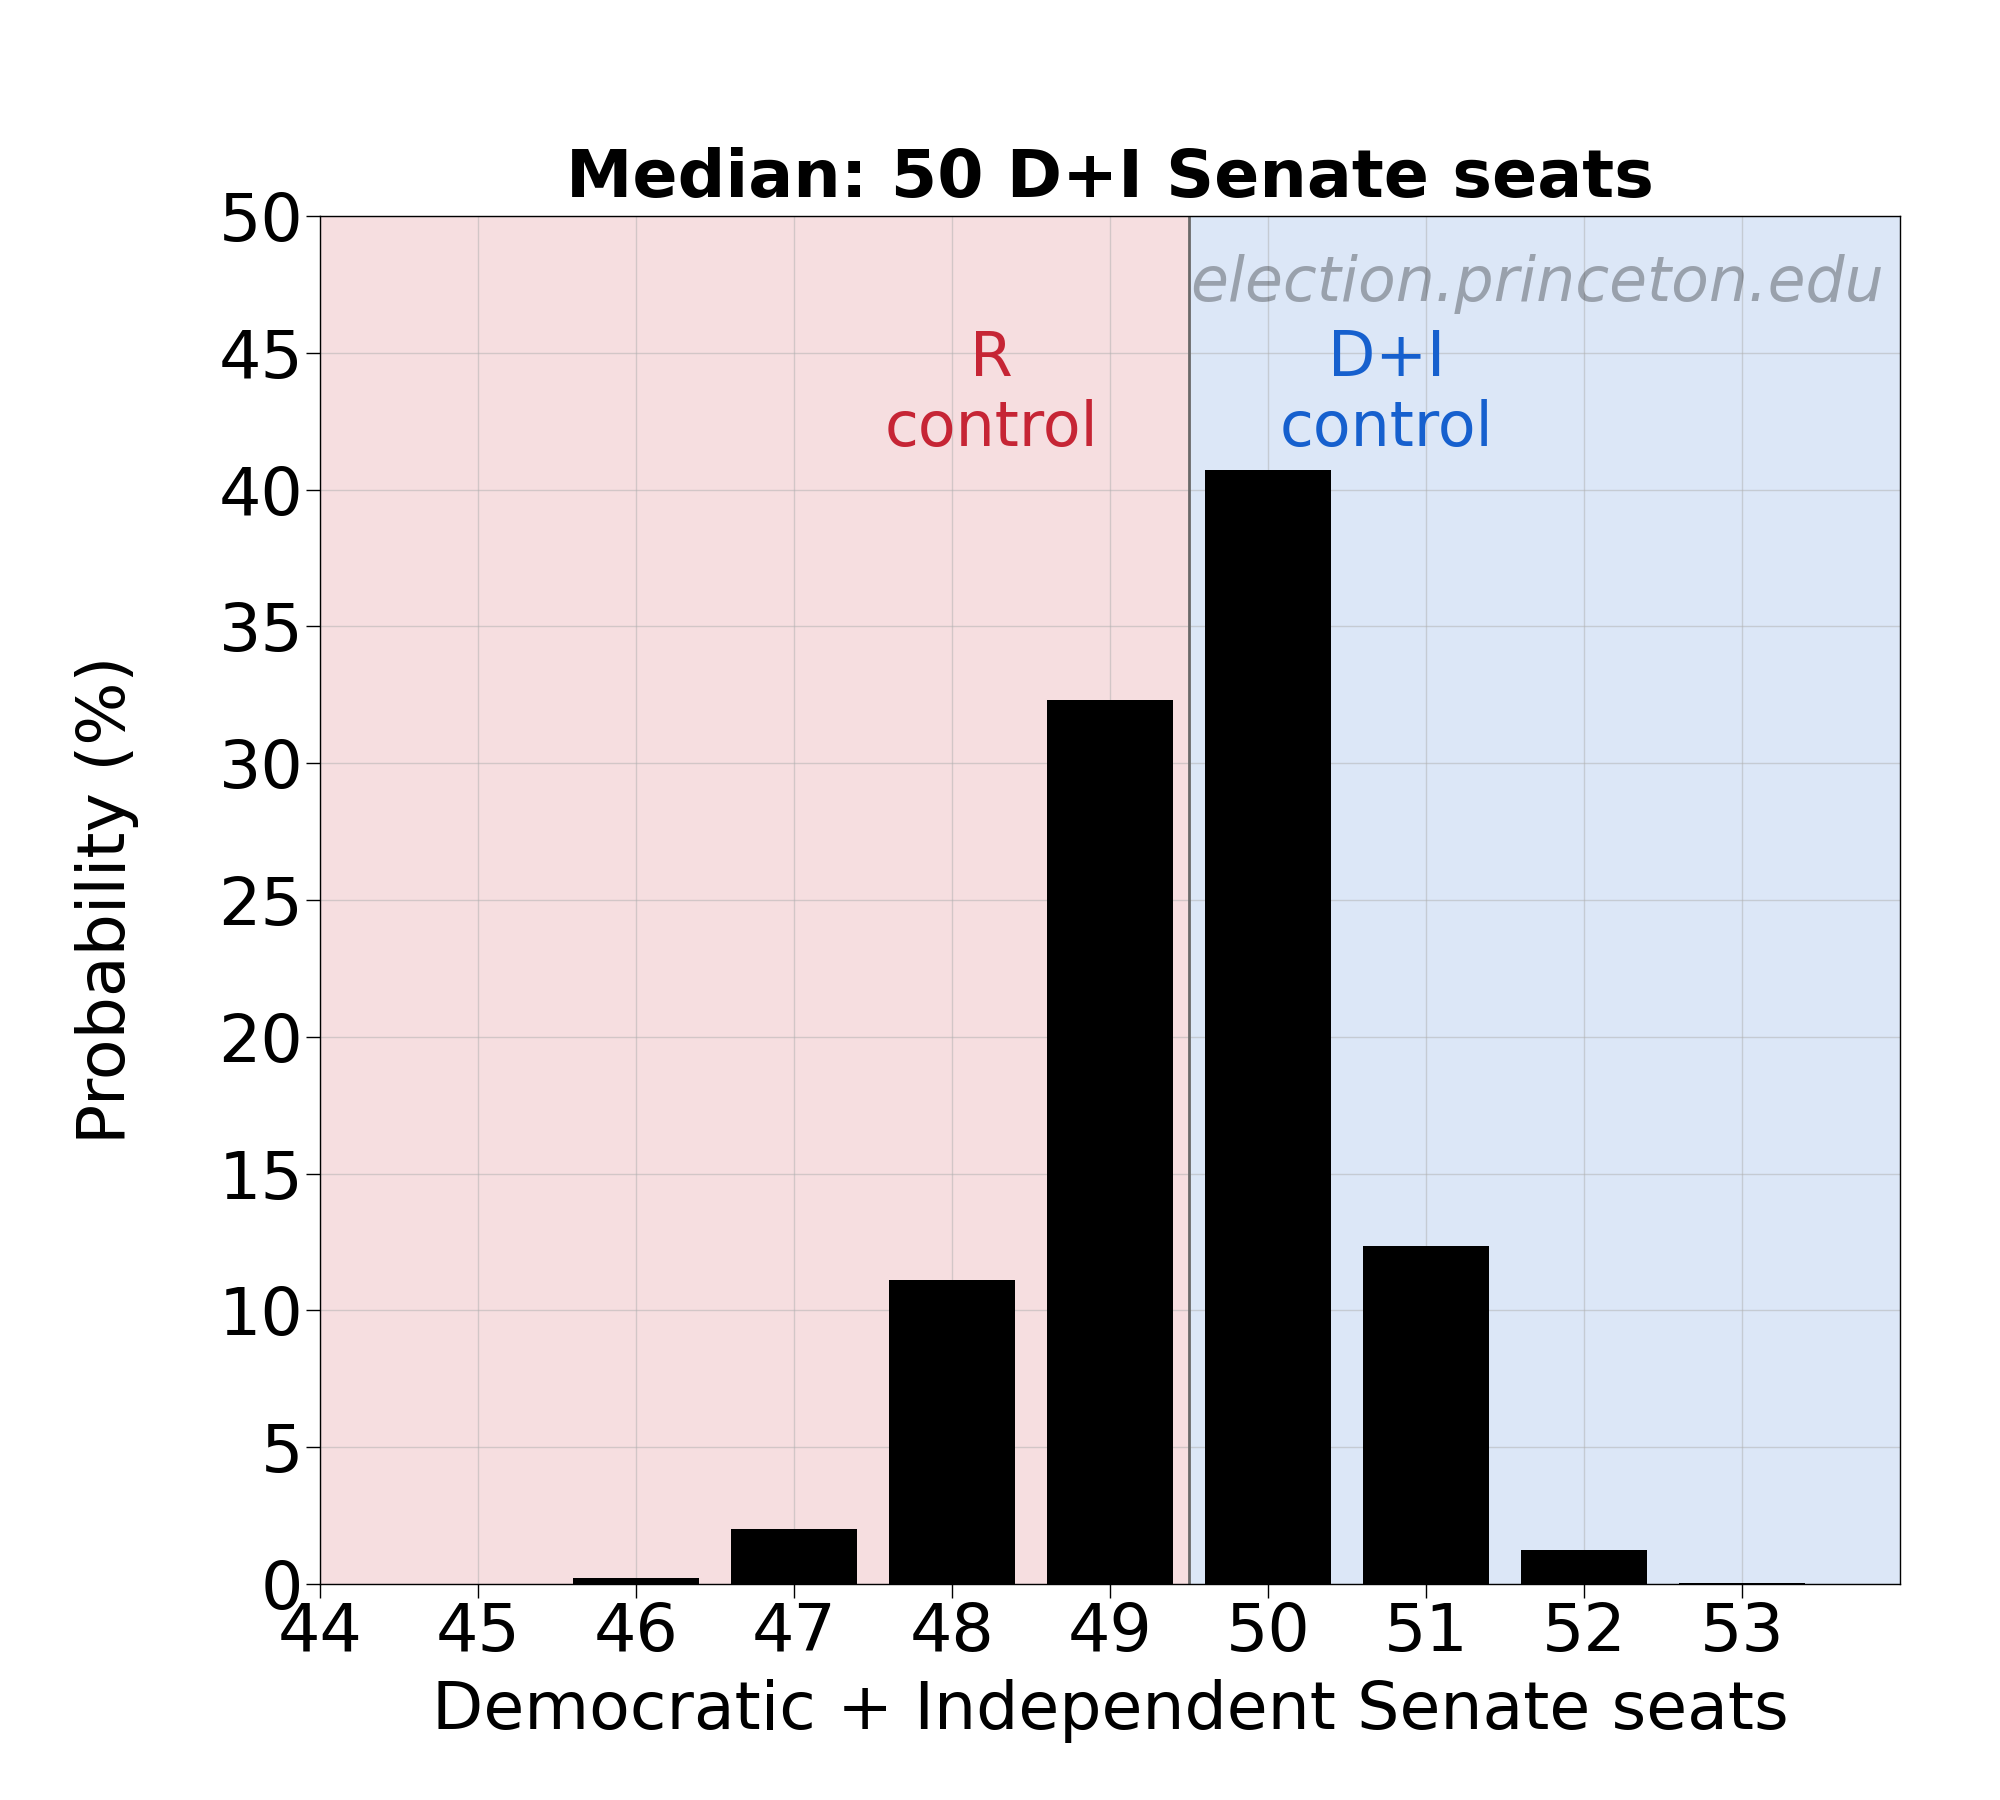 Median: 50 D+I Senate seats
election.princeton.edu
R
control
D+I
control
50
45
40
35
30
25
20
15
10
5
0
Probability (%)
44 45 46 47 48 49 50 51 52 53
Democratic + Independent Senate seats